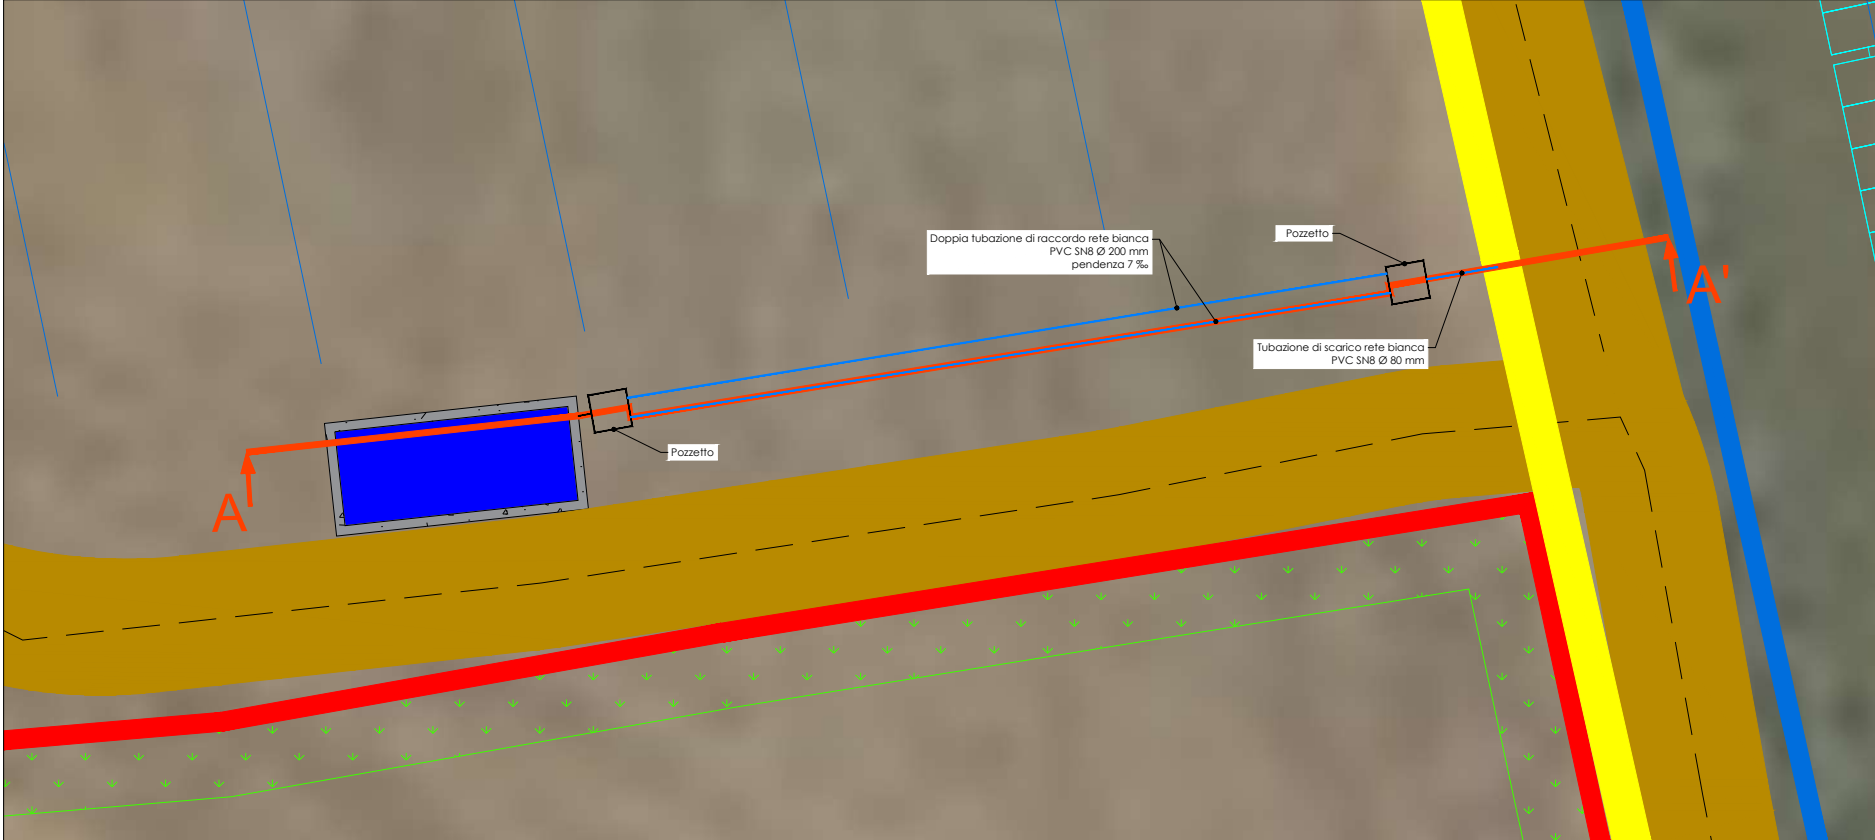 Doppia tubazione di raccordo rete bianca
PVC SN8 Ø 200 mm
pendenza 7 ‰
Pozzetto
A'
Tubazione di scarico rete bianca
PVC SN8 Ø 80 mm
Pozzetto
A